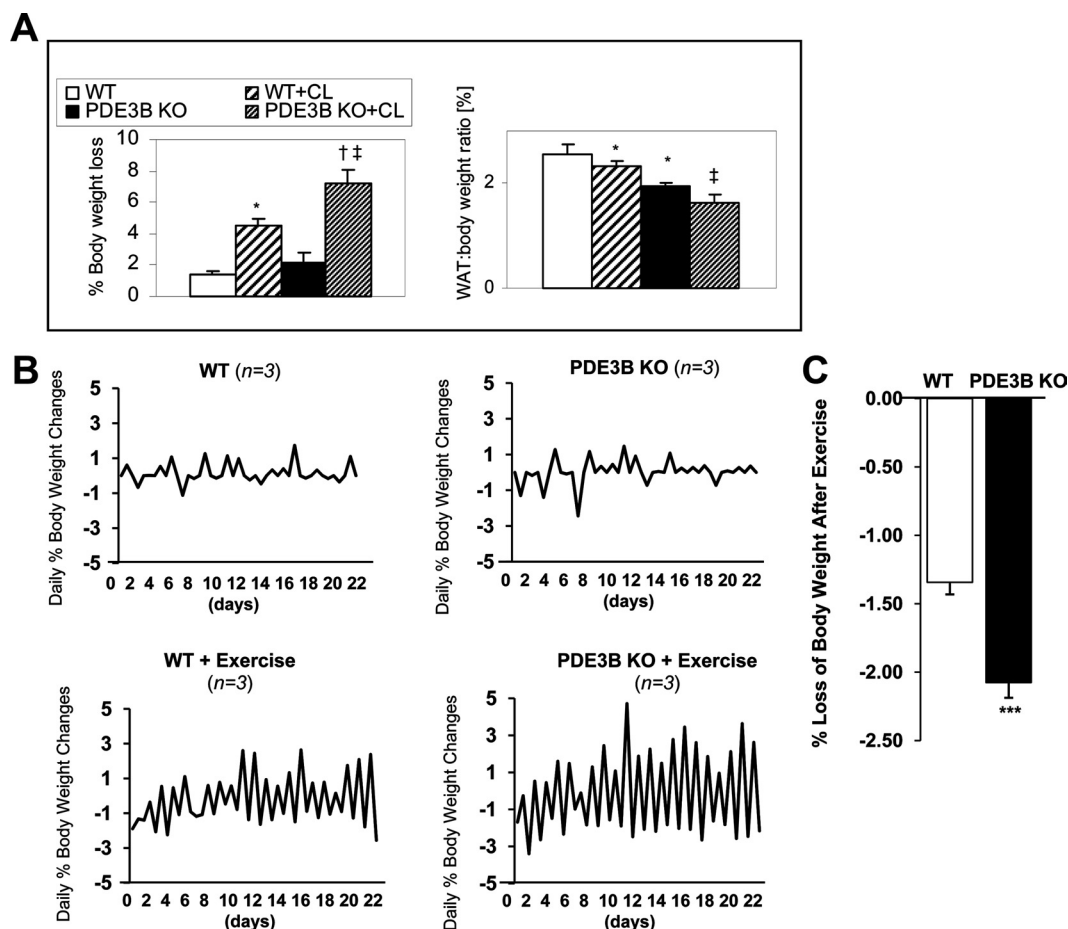 A
WT
WT+CL
PDE3B KO
PDE3B KO+CL
% Body weight loss
10
8
6
4
2
0
*
† ‡
WAT:body weight ratio [%]
2
0
*
*
‡
B
WT (n=3)
Daily % Body Weight Changes
5
3
1
-1
-3
-5
0 2 4 6 8 10 12 14 16 18 20 22
(days)
PDE3B KO (n=3)
Daily % Body Weight Changes
5
3
1
-1
-3
-5
0 2 4 6 8 10 12 14 16 18 20 22
(days)
WT + Exercise
(n=3)
Daily % Body Weight Changes
5
3
1
-1
-3
-5
0 2 4 6 8 10 12 14 16 18 20 22
(days)
PDE3B KO + Exercise
(n=3)
Daily % Body Weight Changes
5
3
1
-1
-3
-5
0 2 4 6 8 10 12 14 16 18 20 22
(days)
C
WT PDE3B KO
% Loss of Body Weight After Exercise
0.00
-0.50
-1.00
-1.50
-2.00
-2.50
***